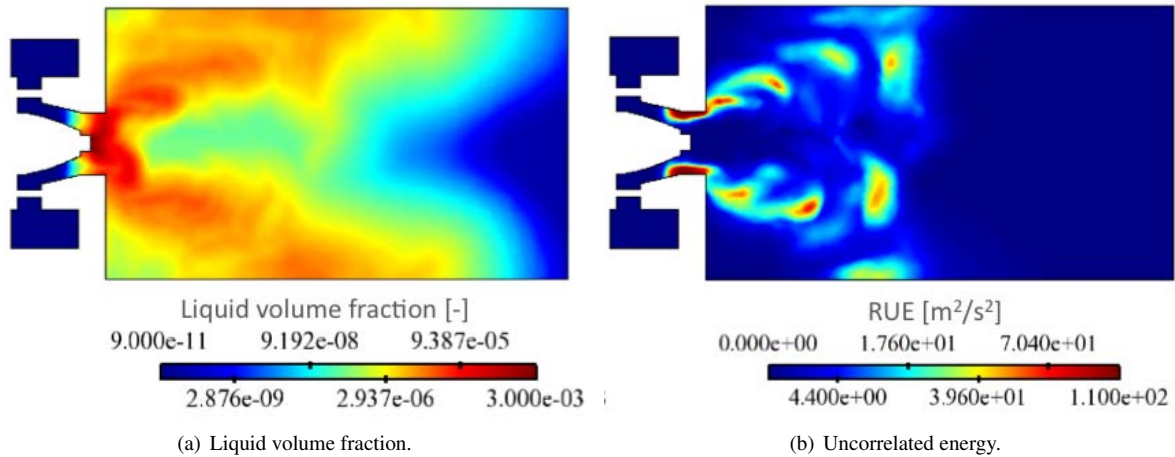 Liquid volume fraction [-]
9.000e-11 9.192e-08 9.387e-05
2.876e-09 2.937e-06 3.000e-03
RUE [m²/s²]
0.000e+00 1.760e+01 7.040e+01
4.400e+00 3.960e+01 1.100e+02
(a) Liquid volume fraction.
(b) Uncorrelated energy.